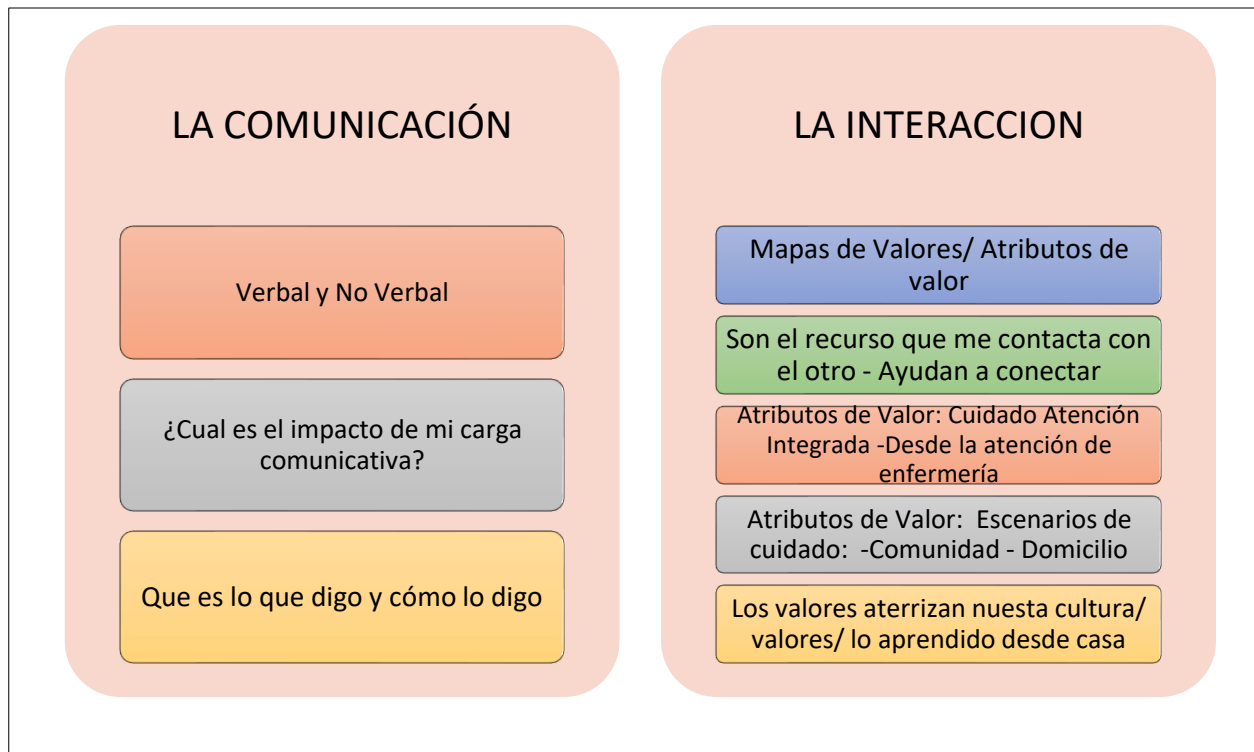 LA COMUNICACIÓN
Verbal y No Verbal
¿Cual es el impacto de mi carga
comunicativa?
Que es lo que digo y cómo lo digo
LA INTERACCION
Mapas de Valores/ Atributos de
valor
Son el recurso que me contacta con
el otro - Ayudan a conectar
Atributos de Valor: Cuidado Atención
Integrada -Desde la atención de
enfermería
Atributos de Valor:  Escenarios de
cuidado:  -Comunidad - Domicilio
Los valores aterrizan nuesta cultura/
valores/ lo aprendido desde casa